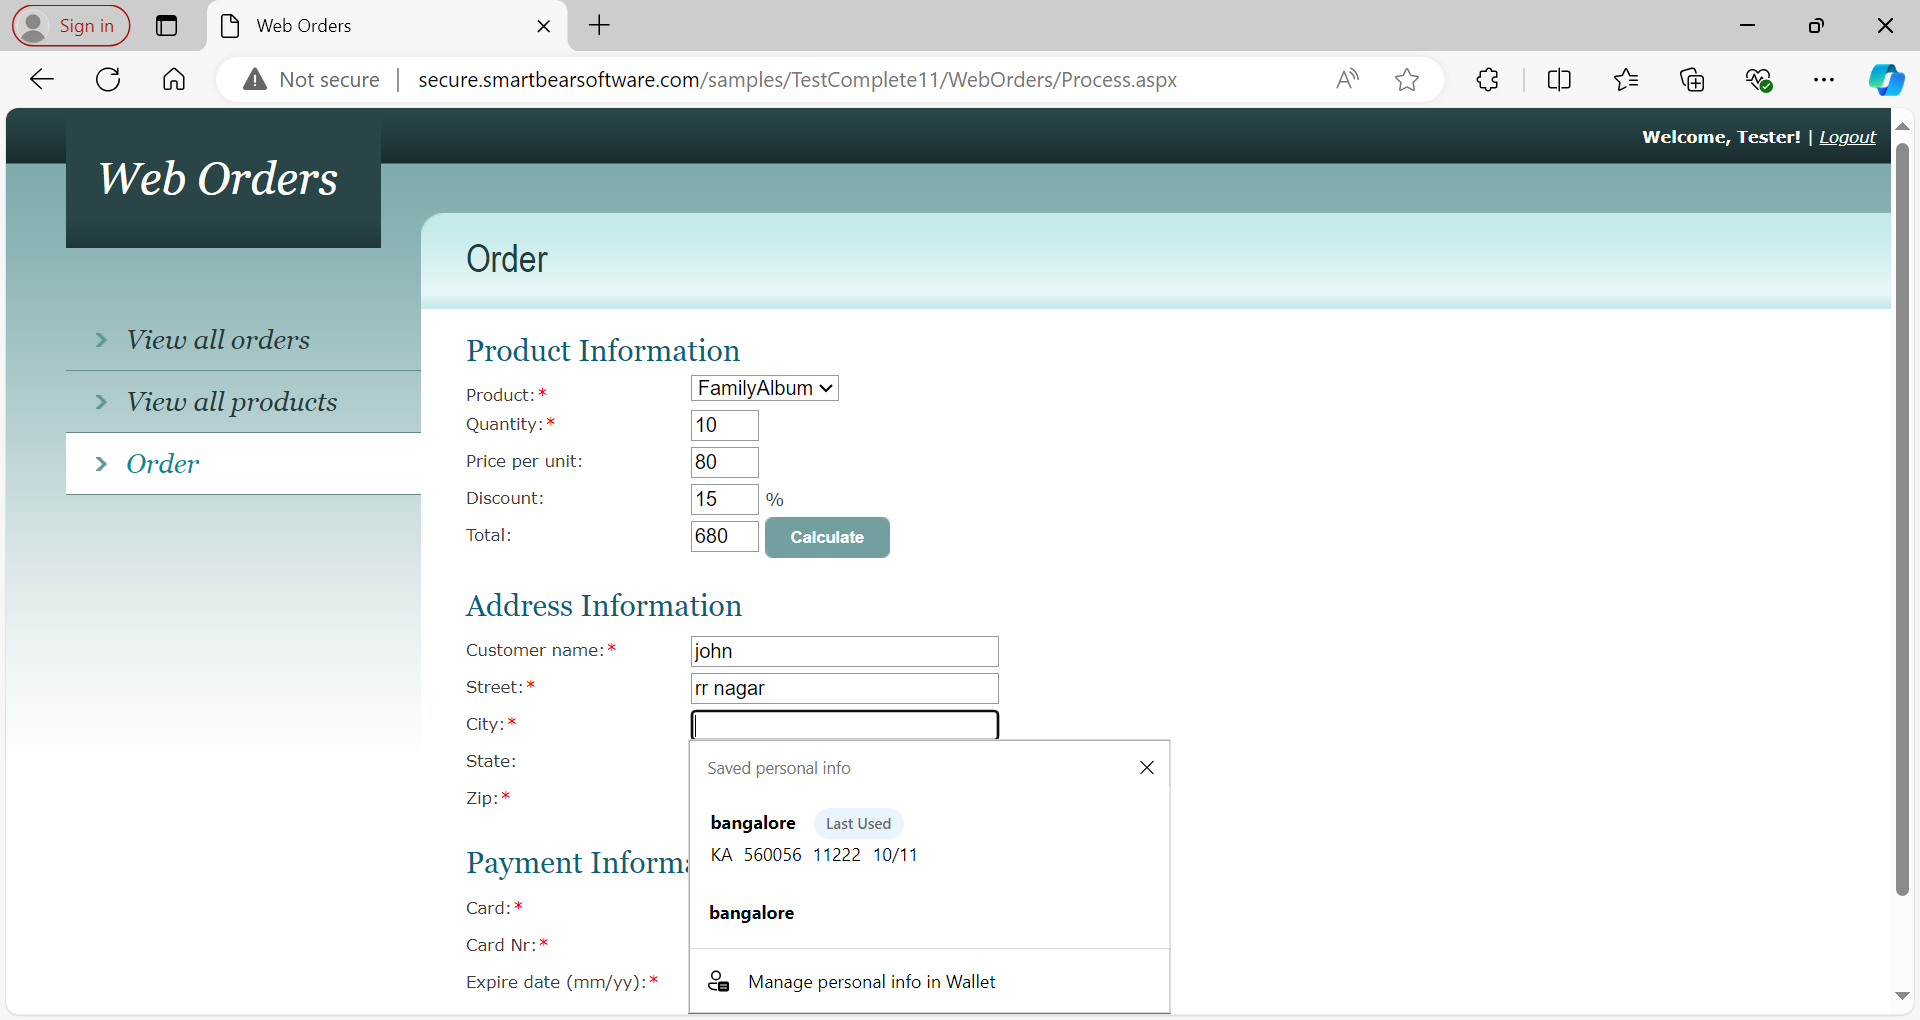 Sign in
Web Orders
Not secure
secure.smartbearsoftware.com/samples/TestComplete11/WebOrders/Process.aspx
Welcome, Tester! | Logout
Web Orders
Order
View all orders
View all products
Order
Product Information
Product:* FamilyAlbum
Quantity:* 10
Price per unit: 80
Discount: 15 %
Total: 680 Calculate
Address Information
Customer name:* john
Street:* rr nagar
City:*
State:
Zip:*
Saved personal info
bangalore Last Used
KA 560056 11222 10/11
bangalore
Manage personal info in Wallet
Payment Informa
Card:*
Card Nr:*
Expire date (mm/yy):*